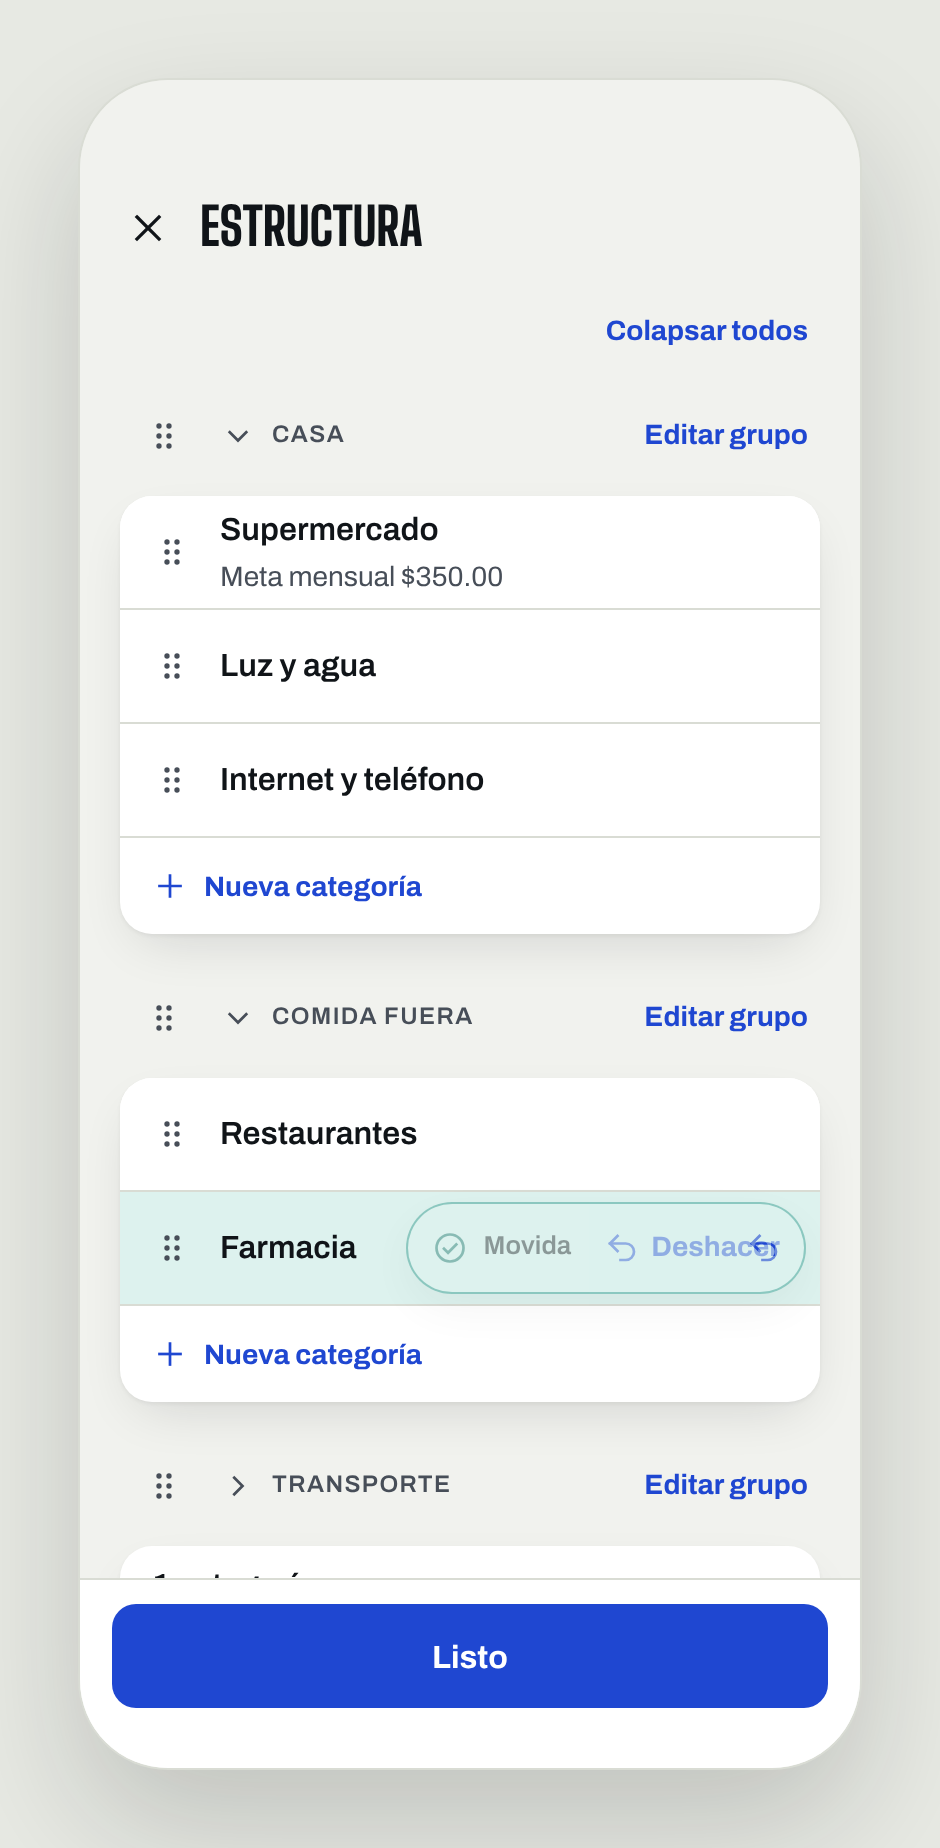 ESTRUCTURA
Colapsar todos
CASA
Editar grupo
Supermercado
Meta mensual $350.00
Luz y agua
Internet y teléfono
Nueva categoría
COMIDA FUERA
Editar grupo
Restaurantes
Farmacia
Movida
Deshacer
Nueva categoría
TRANSPORTE
Editar grupo
Listo